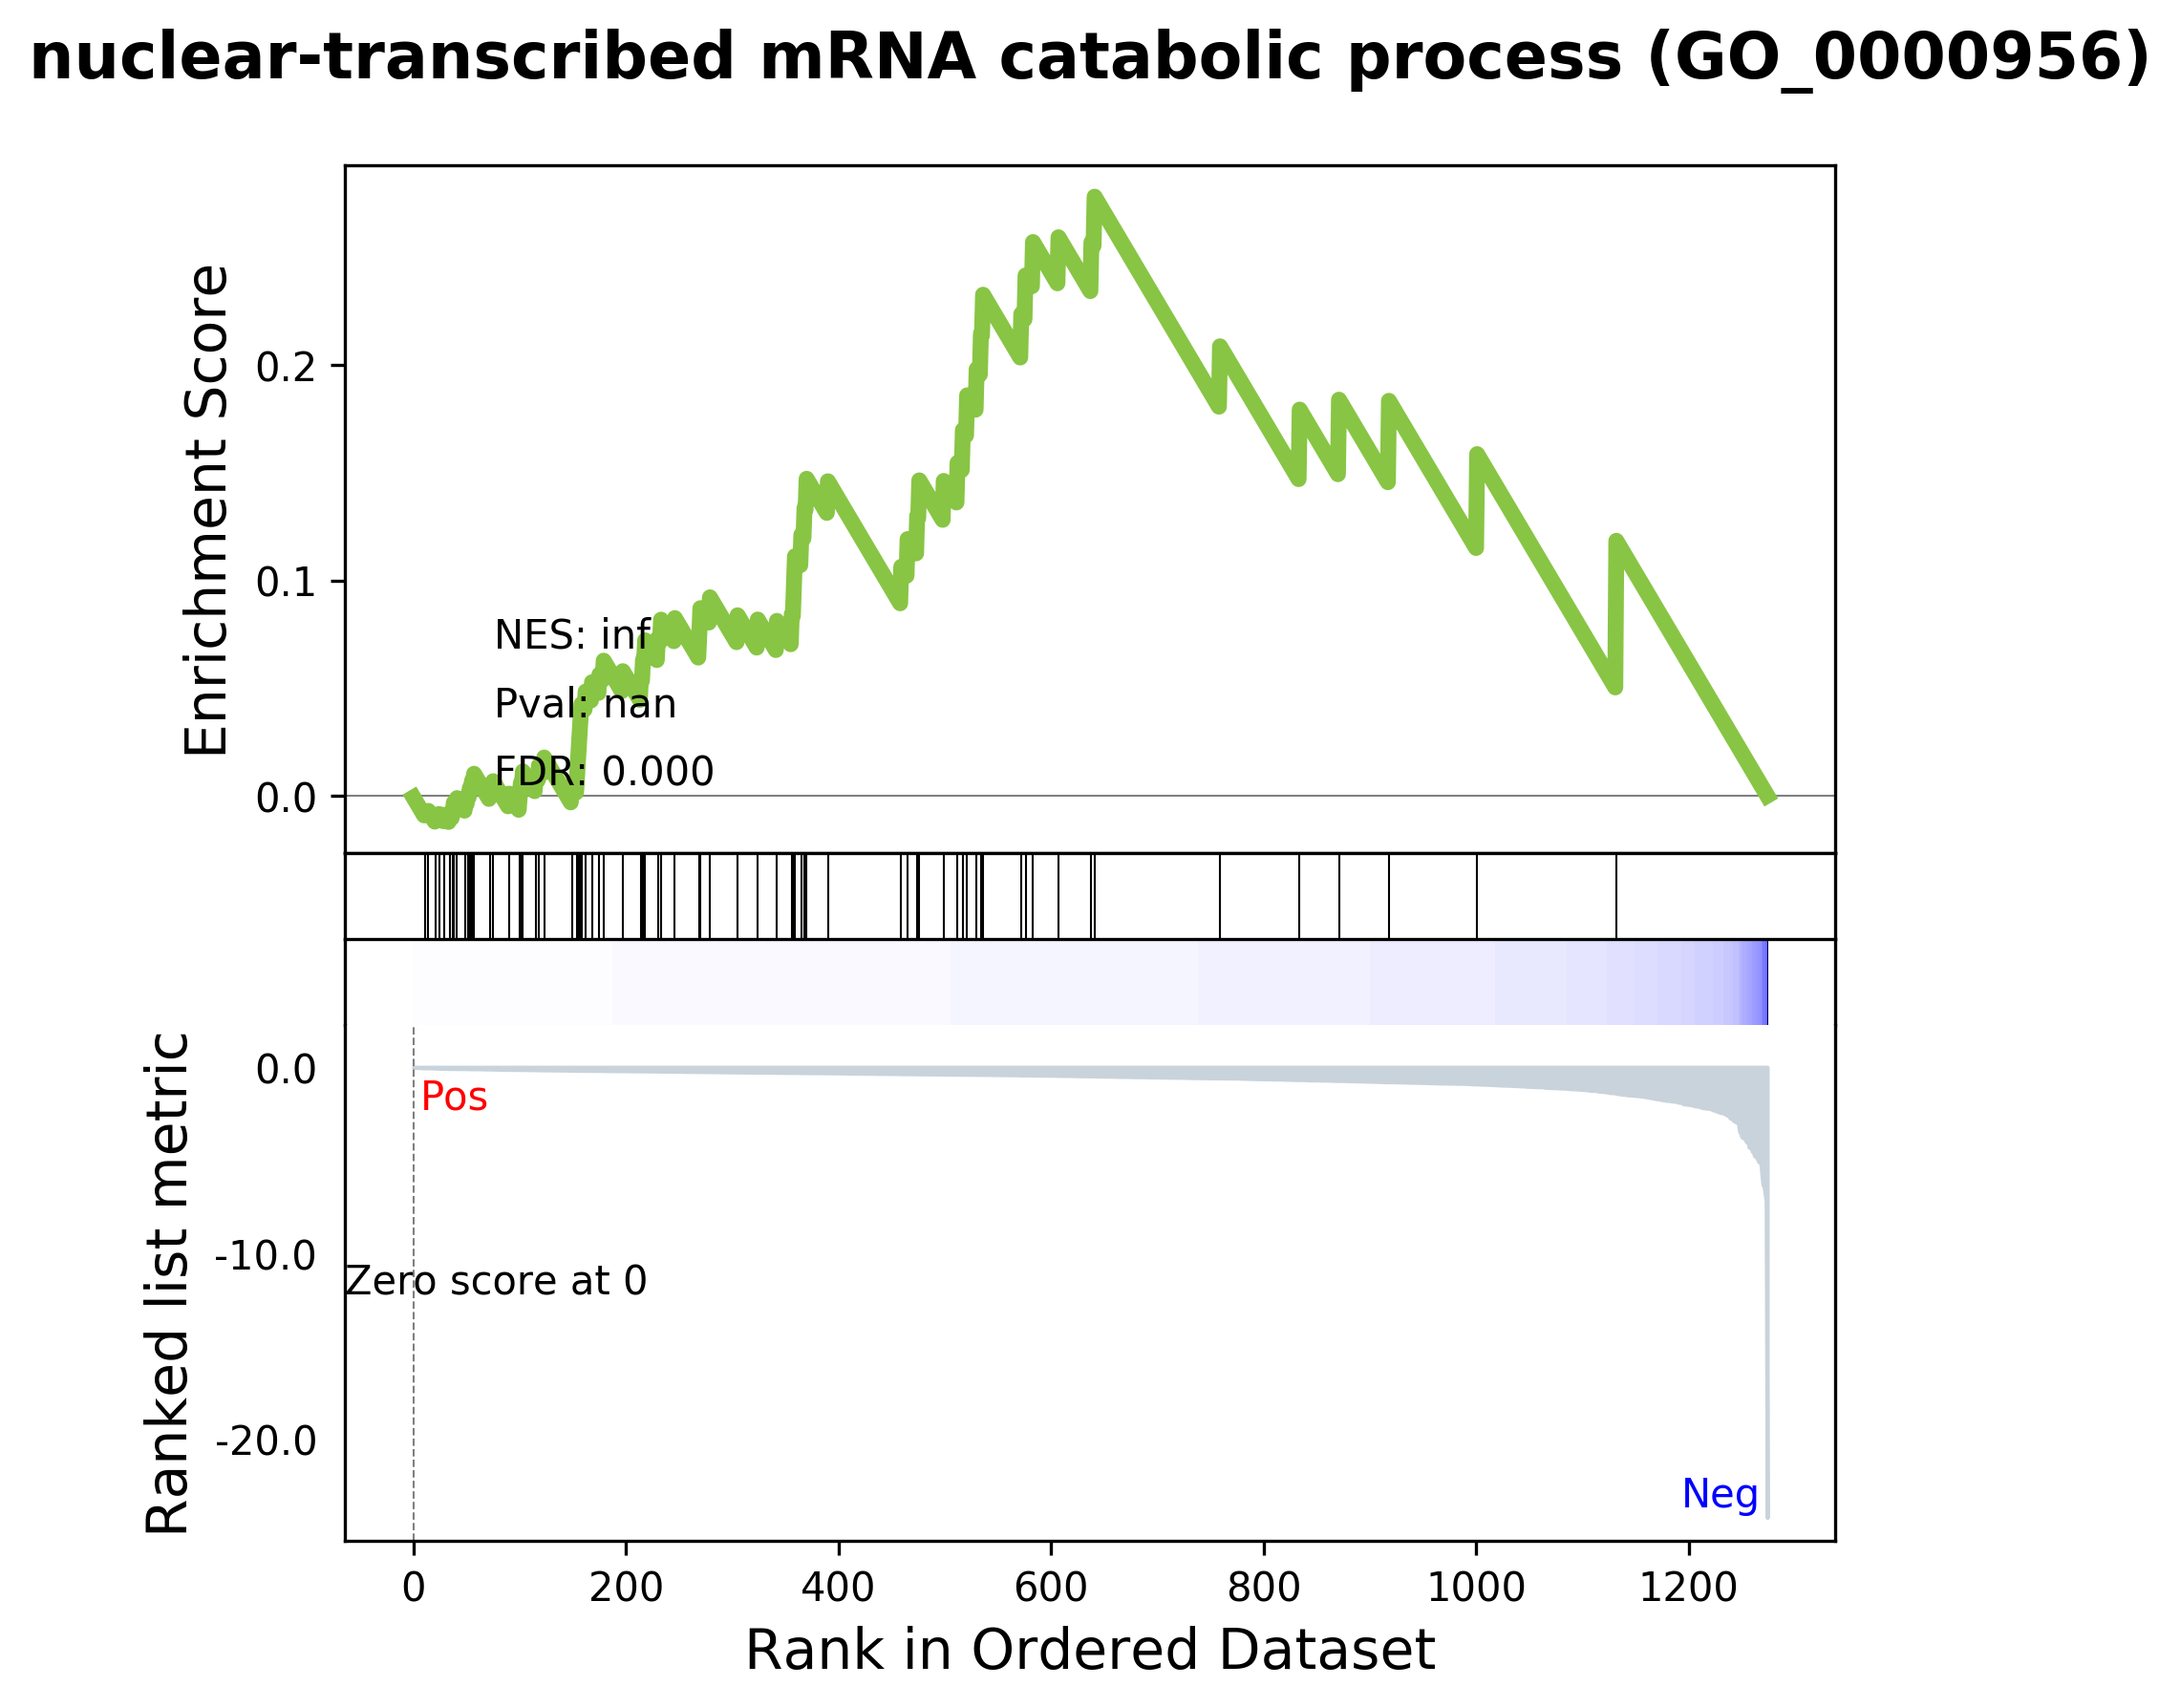 nuclear-transcribed mRNA catabolic process (GO_0000956)
Enrichment Score
0.2
0.1
0.0
NES: inf
Pval: nan
FDR: 0.000
Ranked list metric
0.0
-10.0
-20.0
Pos
Zero score at 0
Neg
0 200 400 600 800 1000 1200
Rank in Ordered Dataset